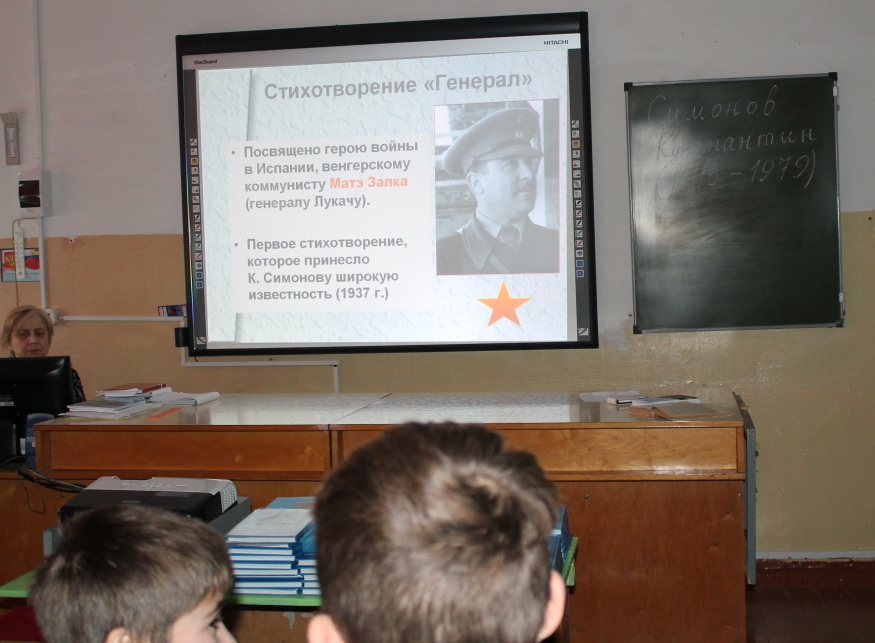 StarBoard
HITACHI
Стихотворение «Генерал»
• Посвящено герою войны
в Испании, венгерскому
коммунисту Матэ Залка
(генералу Лукачу).
• Первое стихотворение,
которое принесло
К. Симонову широкую
известность (1937 г.)
Симонов
Константин
-1979)